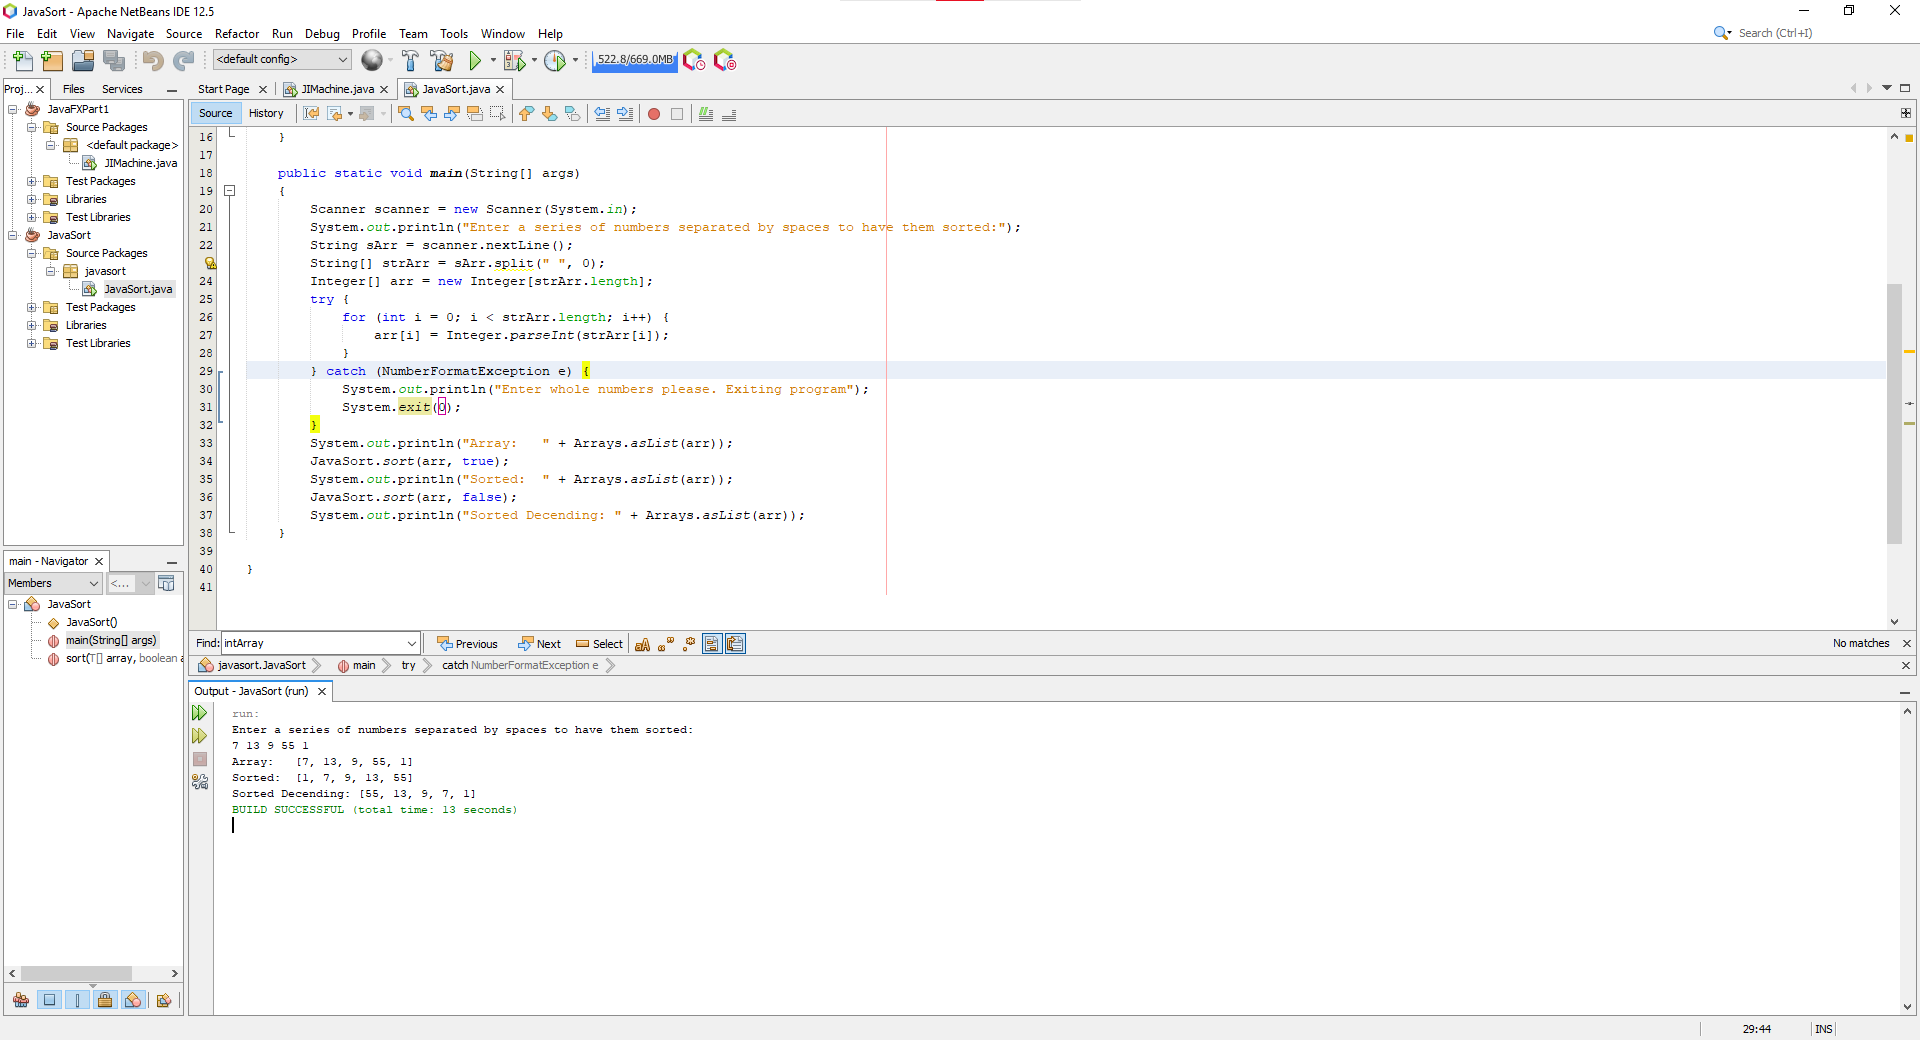 JavaSort - Apache NetBeans IDE 12.5
File Edit View Navigate Source Refactor Run Debug Profile Team Tools Window Help
Search (Ctrl+I)
<default config>
522.8/669.0MB
Proj... Files Services
JavaFXPart1
Source Packages
<default package>
JIMachine.java
Test Packages
Libraries
Test Libraries
JavaSort
Source Packages
javasort
JavaSort.java
Test Packages
Libraries
Test Libraries
main - Navigator
Members <...
JavaSort
JavaSort()
main(String[] args)
sort(T[] array, boolean a
Start Page JIMachine.java JavaSort.java
Source History
16 }
17
18 public static void main(String[] args)
19 {
20 Scanner scanner = new Scanner(System.in);
21 System.out.println("Enter a series of numbers separated by spaces to have them sorted:");
22 String sArr = scanner.nextLine();
String[] strArr = sArr.split(" ", 0);
24 Integer[] arr = new Integer[strArr.length];
25 try {
26 for (int i = 0; i < strArr.length; i++) {
27 arr[i] = Integer.parseInt(strArr[i]);
28 }
29 } catch (NumberFormatException e) {
30 System.out.println("Enter whole numbers please. Exiting program");
31 System.exit(0);
32 }
33 System.out.println("Array:   " + Arrays.asList(arr));
34 JavaSort.sort(arr, true);
35 System.out.println("Sorted:  " + Arrays.asList(arr));
36 JavaSort.sort(arr, false);
37 System.out.println("Sorted Decending: " + Arrays.asList(arr));
38 }
39
40 }
41
Find: intArray Previous Next Select No matches
javasort.JavaSort main try catch NumberFormatException e
Output - JavaSort (run)
run:
Enter a series of numbers separated by spaces to have them sorted:
7 13 9 55 1
Array:   [7, 13, 9, 55, 1]
Sorted:  [1, 7, 9, 13, 55]
Sorted Decending: [55, 13, 9, 7, 1]
BUILD SUCCESSFUL (total time: 13 seconds)
29:44 INS